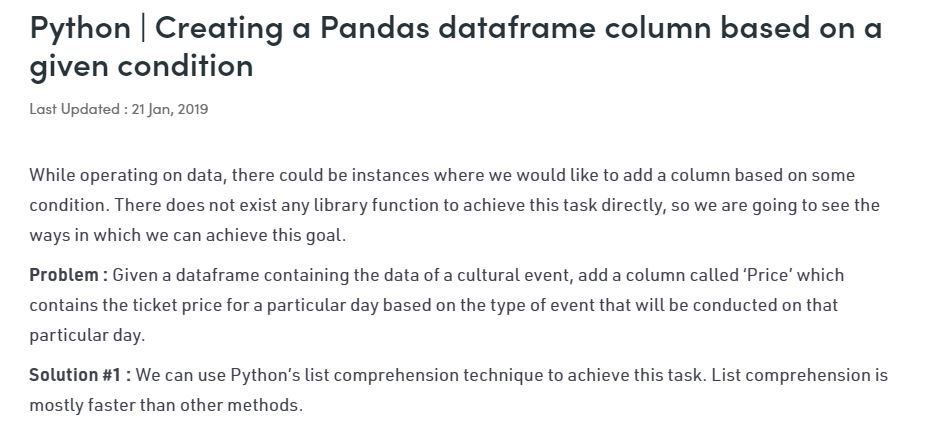 Python | Creating a Pandas dataframe column based on a
given condition
Last Updated : 21 Jan, 2019
While operating on data, there could be instances where we would like to add a column based on some
condition. There does not exist any library function to achieve this task directly, so we are going to see the
ways in which we can achieve this goal.
Problem : Given a dataframe containing the data of a cultural event, add a column called ‘Price’ which
contains the ticket price for a particular day based on the type of event that will be conducted on that
particular day.
Solution #1 : We can use Python’s list comprehension technique to achieve this task. List comprehension is
mostly faster than other methods.